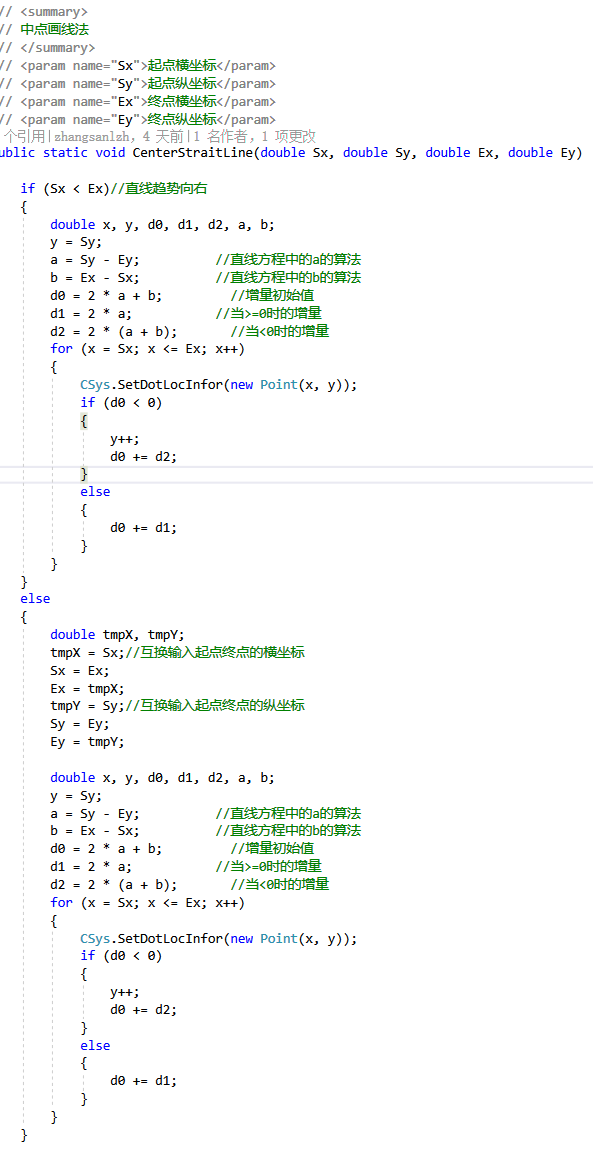 // <summary>
// 中点画线法
// </summary>
// <param name="Sx">起点横坐标</param>
// <param name="Sy">起点纵坐标</param>
// <param name="Ex">终点横坐标</param>
// <param name="Ey">终点纵坐标</param>
个引用|zhangsanlzh，4 天前|1 名作者，1 项更改
ublic static void CenterStraitLine(double Sx, double Sy, double Ex, double Ey)
if (Sx < Ex)//直线趋势向右
{
double x, y, d0, d1, d2, a, b;
y = Sy;
a = Sy - Ey;          //直线方程中的a的算法
b = Ex - Sx;          //直线方程中的b的算法
d0 = 2 * a + b;         //增量初始值
d1 = 2 * a;           //当>=0时的增量
d2 = 2 * (a + b);       //当<0时的增量
for (x = Sx; x <= Ex; x++)
{
CSys.SetDotLocInfor(new Point(x, y));
if (d0 < 0)
{
y++;
d0 += d2;
}
else
{
d0 += d1;
}
}
}
else
{
double tmpX, tmpY;
tmpX = Sx;//互换输入起点终点的横坐标
Sx = Ex;
Ex = tmpX;
tmpY = Sy;//互换输入起点终点的纵坐标
Sy = Ey;
Ey = tmpY;
double x, y, d0, d1, d2, a, b;
y = Sy;
a = Sy - Ey;          //直线方程中的a的算法
b = Ex - Sx;          //直线方程中的b的算法
d0 = 2 * a + b;         //增量初始值
d1 = 2 * a;           //当>=0时的增量
d2 = 2 * (a + b);       //当<0时的增量
for (x = Sx; x <= Ex; x++)
{
CSys.SetDotLocInfor(new Point(x, y));
if (d0 < 0)
{
y++;
d0 += d2;
}
else
{
d0 += d1;
}
}
}